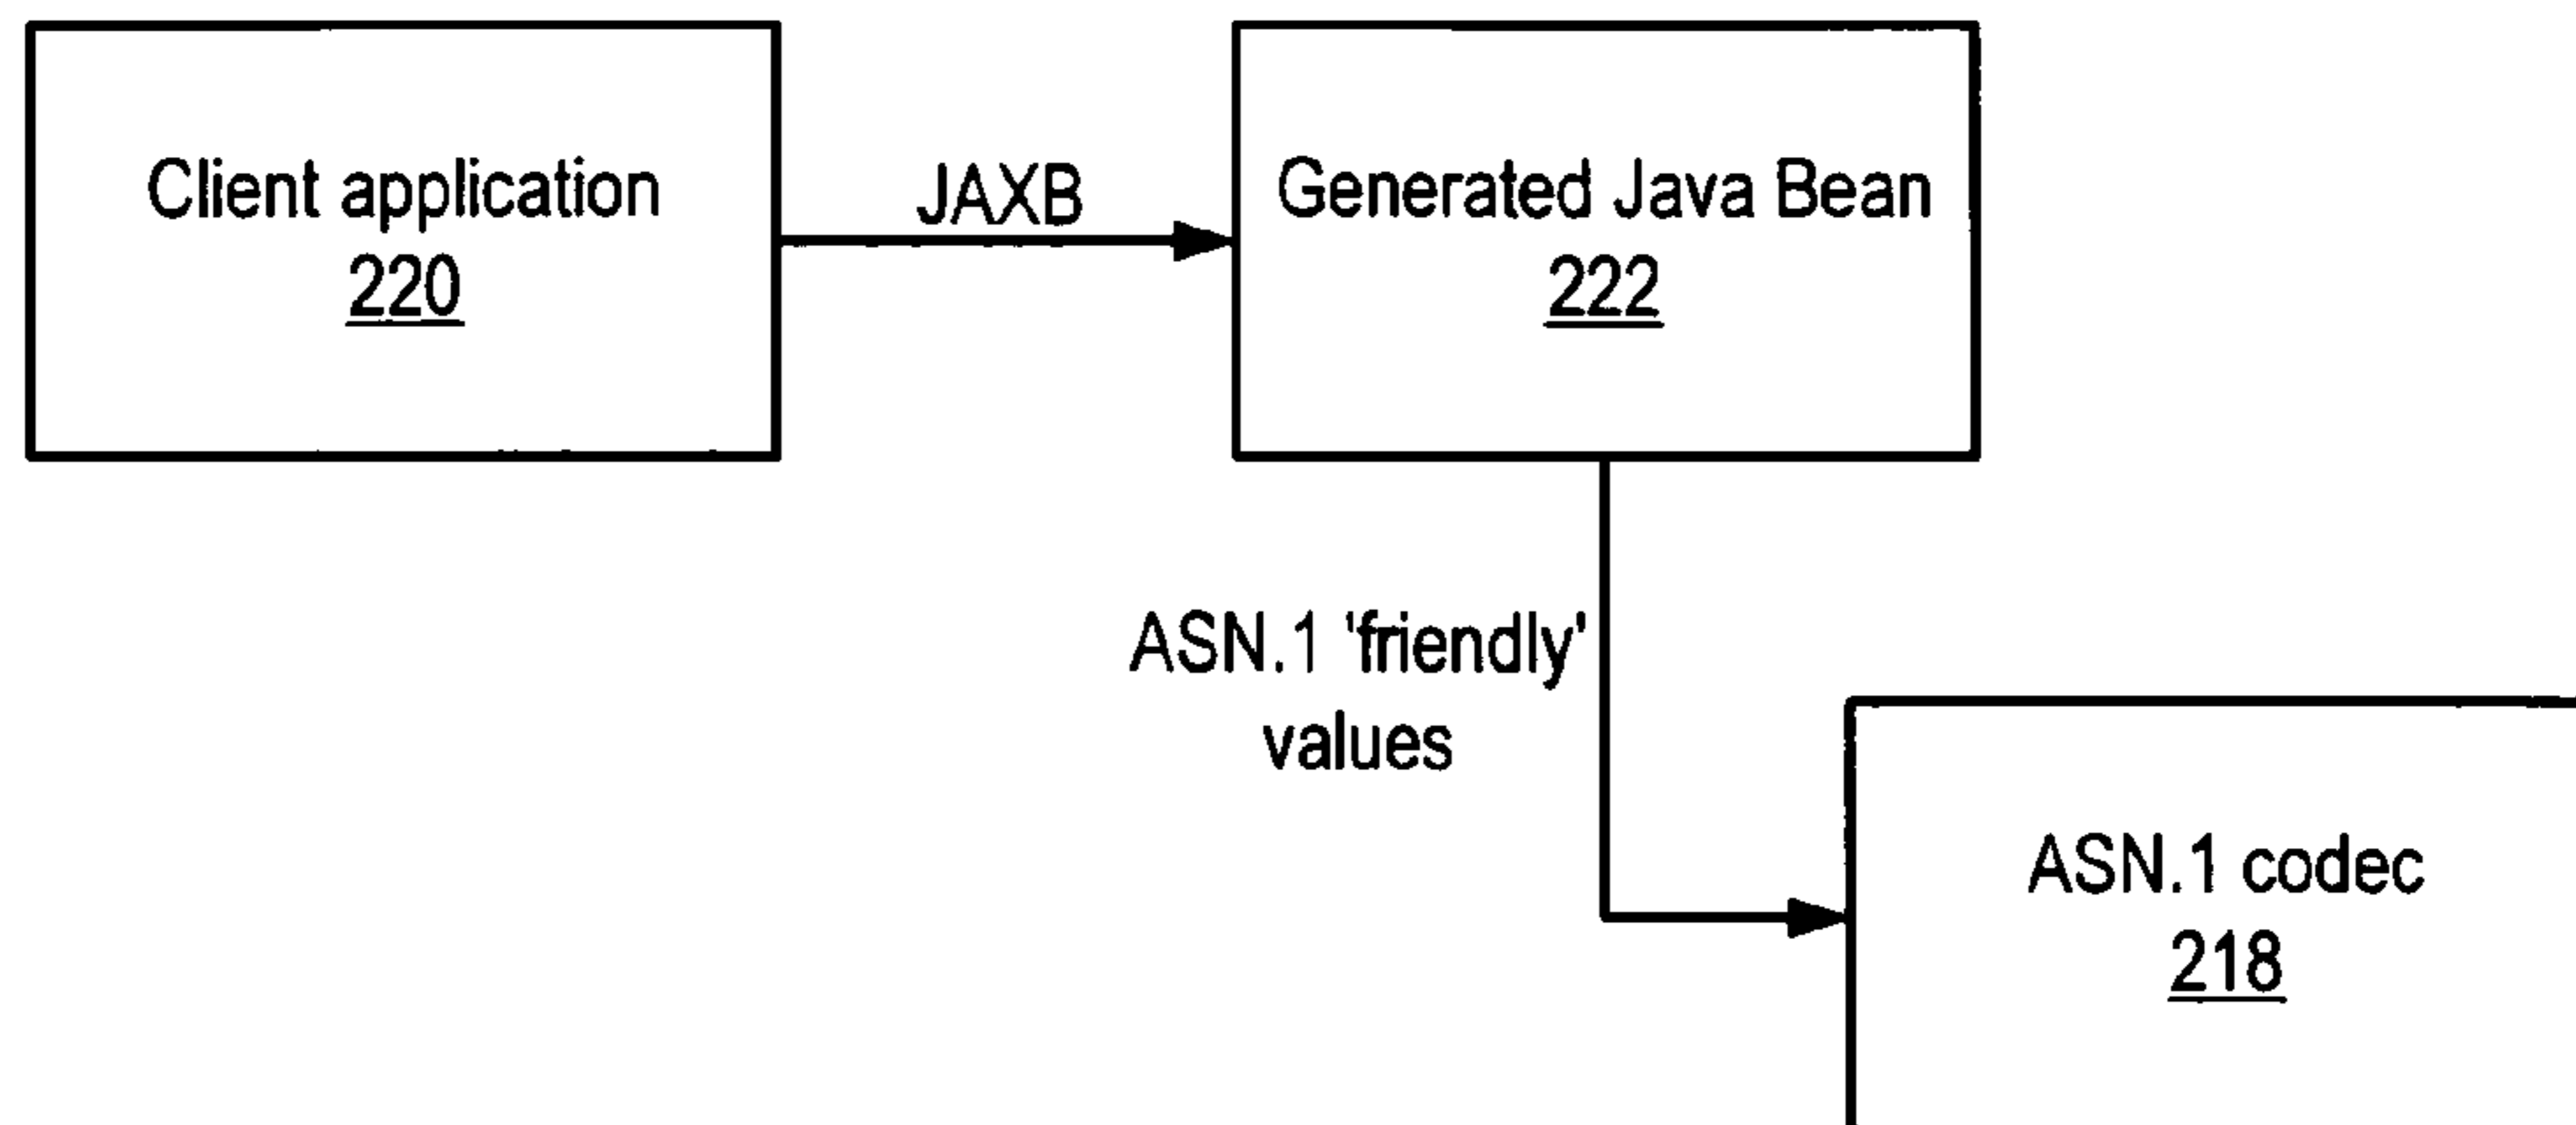 Client application
220
JAXB
Generated Java Bean
222
ASN.1 'friendly'
values
ASN.1 codec
218